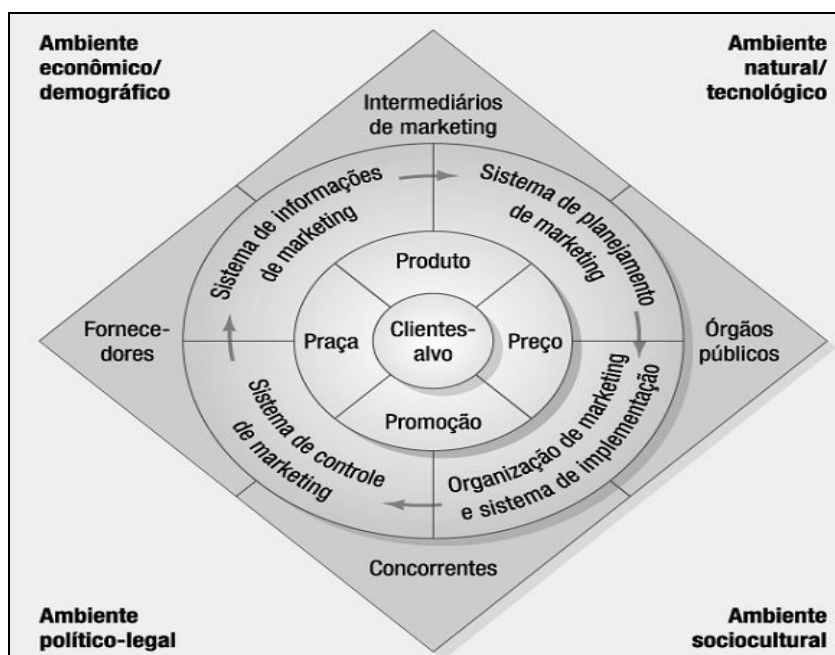 Ambiente
econômico/
demográfico
Ambiente
natural/
tecnológico
Intermediários
de marketing
Sistema de informações
de marketing
Sistema de planejamento
de marketing
Produto
Fornece-
dores
Praça
Clientes-
alvo
Preço
Órgãos
públicos
Promoção
Sistema de controle
de marketing
Organização de marketing
e sistema de implementação
Concorrentes
Ambiente
político-legal
Ambiente
sociocultural